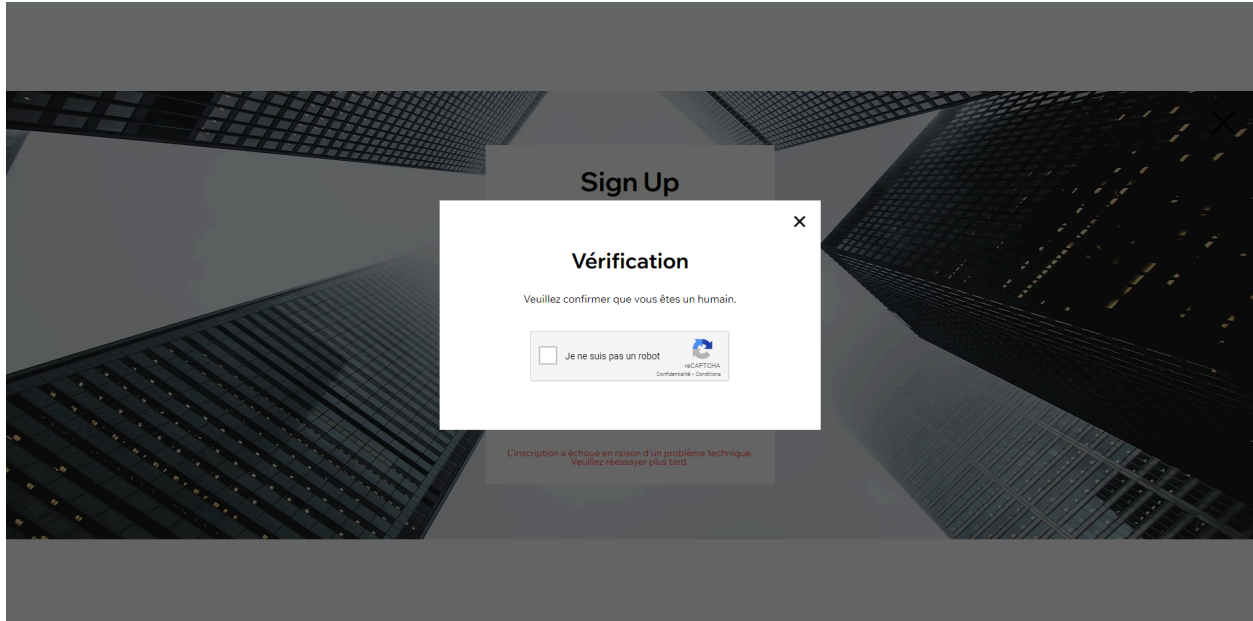 Sign Up
Vérification
Veuillez confirmer que vous êtes un humain.
Je ne suis pas un robot
reCAPTCHA
Confidentialité - Conditions
L'inscription a échoué en raison d'un problème technique.
Veuillez réessayer plus tard.